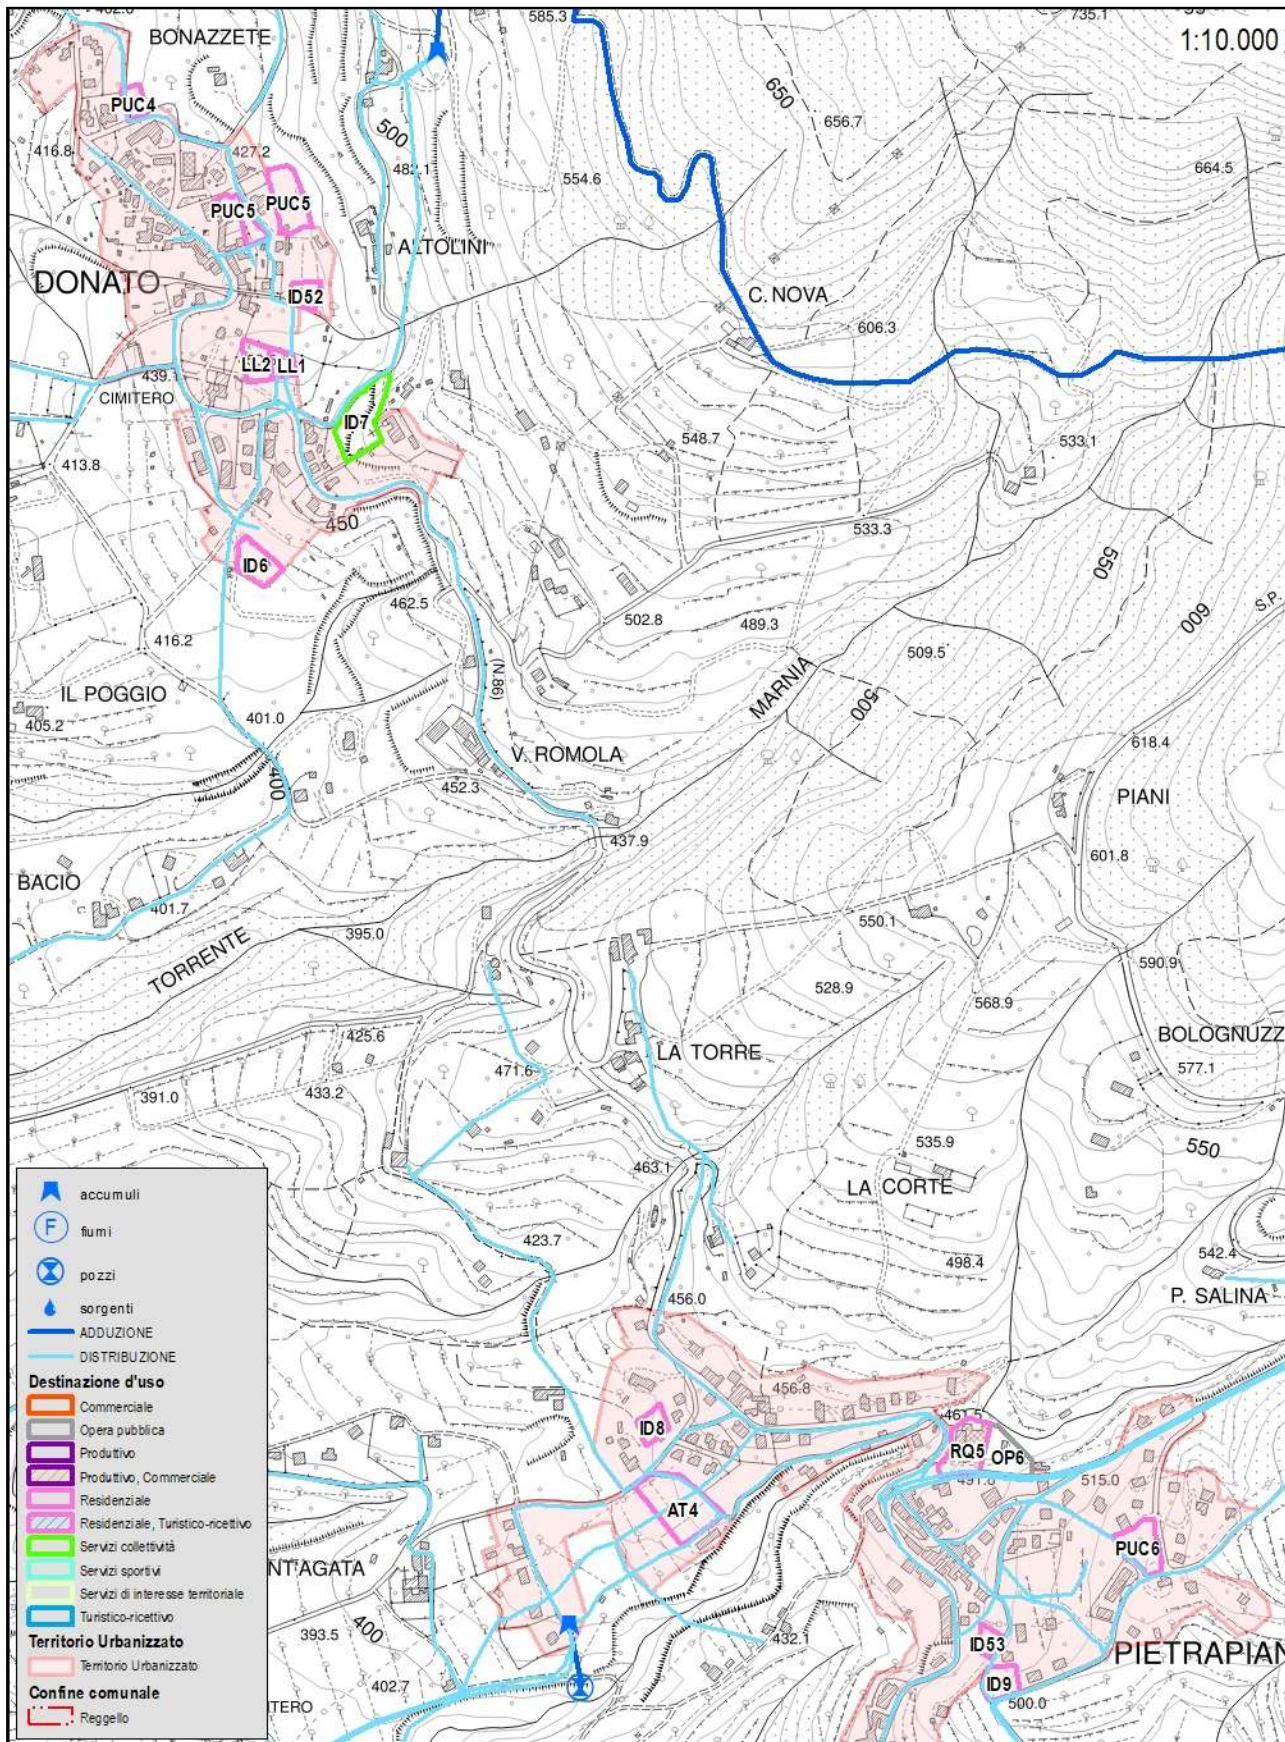 585.3
735.1
1:10.000
BONAZZETE
650
656.7
PUC4
500
416.8
427.2
482.1
554.6
664.5
PUC5
PUC5
ALTOLINI
DONATO
ID52
C. NOVA
606.3
LL2
LL1
439.1
CIMITERO
ID7
548.7
533.1
413.8
450
533.3
ID6
550
462.5
502.8
489.3
600
S.P.
416.2
509.5
(N.86)
MARNIA
IL POGGIO
405.2
401.0
500
618.4
V. ROMOLA
400
452.3
PIANI
437.9
601.8
BACIO
401.7
550.1
395.0
TORRENTE
590.9
528.9
568.9
425.6
BOLOGNUZZ
LA TORRE
471.6
577.1
433.2
391.0
535.9
550
463.1
LA CORTE
423.7
542.4
498.4
456.0
P. SALINA
accumuli
F
fiumi
pozzi
sorgenti
ADDUZIONE
DISTRIBUZIONE
Destinazione d'uso
Commerciale
Opera pubblica
Produttivo
Produttivo, Commerciale
Residenziale
Residenziale, Turistico-ricettivo
Servizi collettività
Servizi sportivi
Servizi di interesse territoriale
Turistico-ricettivo
Territorio Urbanizzato
Territorio Urbanizzato
Confine comunale
Reggello
456.8
461.5
ID8
RQ5
OP6
515.0
AT4
PUC6
NT'AGATA
400
393.5
432.1
ID53
PIETRAPIAN
402.7
ID9
500.0
ITERO